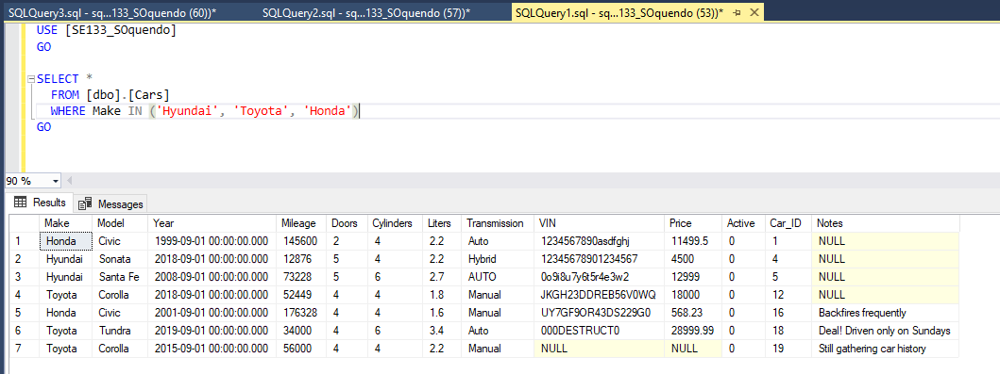 SQLQuery3.sql - sq...133_SOquendo (60))* SQLQuery2.sql - sq...133_SOquendo (57))* SQLQuery1.sql - sq...133_SOquendo (53))*
USE [SE133_SOquendo]
GO
SELECT *
FROM [dbo].[Cars]
WHERE Make IN ('Hyundai', 'Toyota', 'Honda')
GO
90 %
Results Messages
Make Model Year Mileage Doors Cylinders Liters Transmission VIN Price Active Car_ID Notes
1 Honda Civic 1999-09-01 00:00:00.000 145600 2 4 2.2 Auto 1234567890asdfghj 11499.5 0 1 NULL
2 Hyundai Sonata 2018-09-01 00:00:00.000 12876 5 4 2.2 Hybrid 12345678901234567 4500 0 4 NULL
3 Hyundai Santa Fe 2008-09-01 00:00:00.000 73228 5 6 2.7 AUTO 0o9i8u7y6t5r4e3w2 12999 0 5 NULL
4 Toyota Corolla 2018-09-01 00:00:00.000 52449 4 4 1.8 Manual JKGH23DDREB56V0WQ 18000 0 12 NULL
5 Honda Civic 2001-09-01 00:00:00.000 176328 4 4 1.6 Manual UY7GF9OR43DS229G0 568.23 0 16 Backfires frequently
6 Toyota Tundra 2019-09-01 00:00:00.000 34000 4 6 3.4 Auto 000DESTRUCT0 28999.99 0 18 Deal! Driven only on Sundays
7 Toyota Corolla 2015-09-01 00:00:00.000 56000 4 4 2.2 Manual NULL NULL 0 19 Still gathering car history